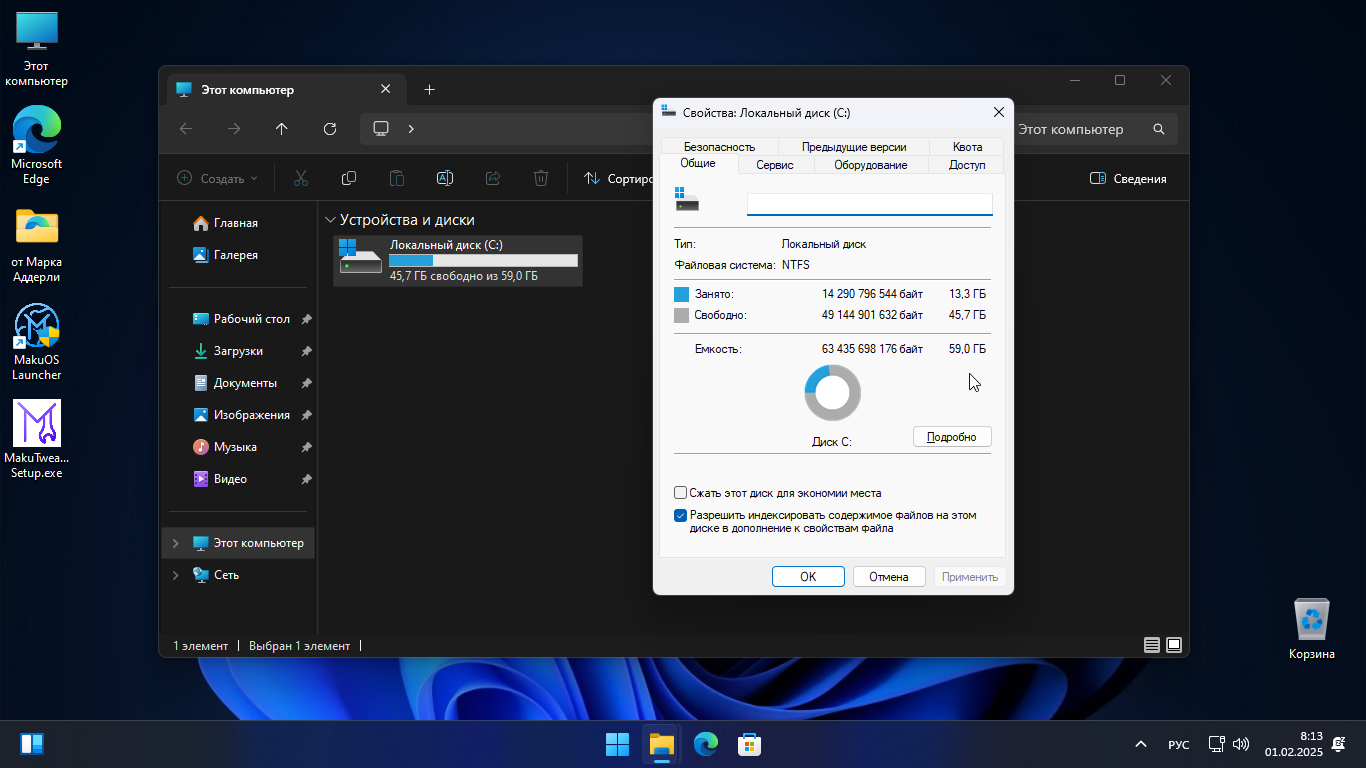 Этот
компьютер
Microsoft
Edge
от Марка
Аддерли
MakuOS
Launcher
MakuTwea...
Setup.exe
Этот компьютер
Этот компьютер
Создать
Сортиро
Сведения
Главная
Галерея
Рабочий стол
Загрузки
Документы
Изображения
Музыка
Видео
Этот компьютер
Сеть
Устройства и диски
Локальный диск (C:)
45,7 ГБ свободно из 59,0 ГБ
1 элемент
Выбран 1 элемент
Свойства: Локальный диск (C:)
Безопасность Предыдущие версии Квота
Общие Сервис Оборудование Доступ
Тип: Локальный диск
Файловая система: NTFS
Занято: 14 290 796 544 байт 13,3 ГБ
Свободно: 49 144 901 632 байт 45,7 ГБ
Емкость: 63 435 698 176 байт 59,0 ГБ
Диск C:
Подробно
Сжать этот диск для экономии места
Разрешить индексировать содержимое файлов на этом
диске в дополнение к свойствам файла
OK Отмена Применить
Корзина
РУС
8:13
01.02.2025